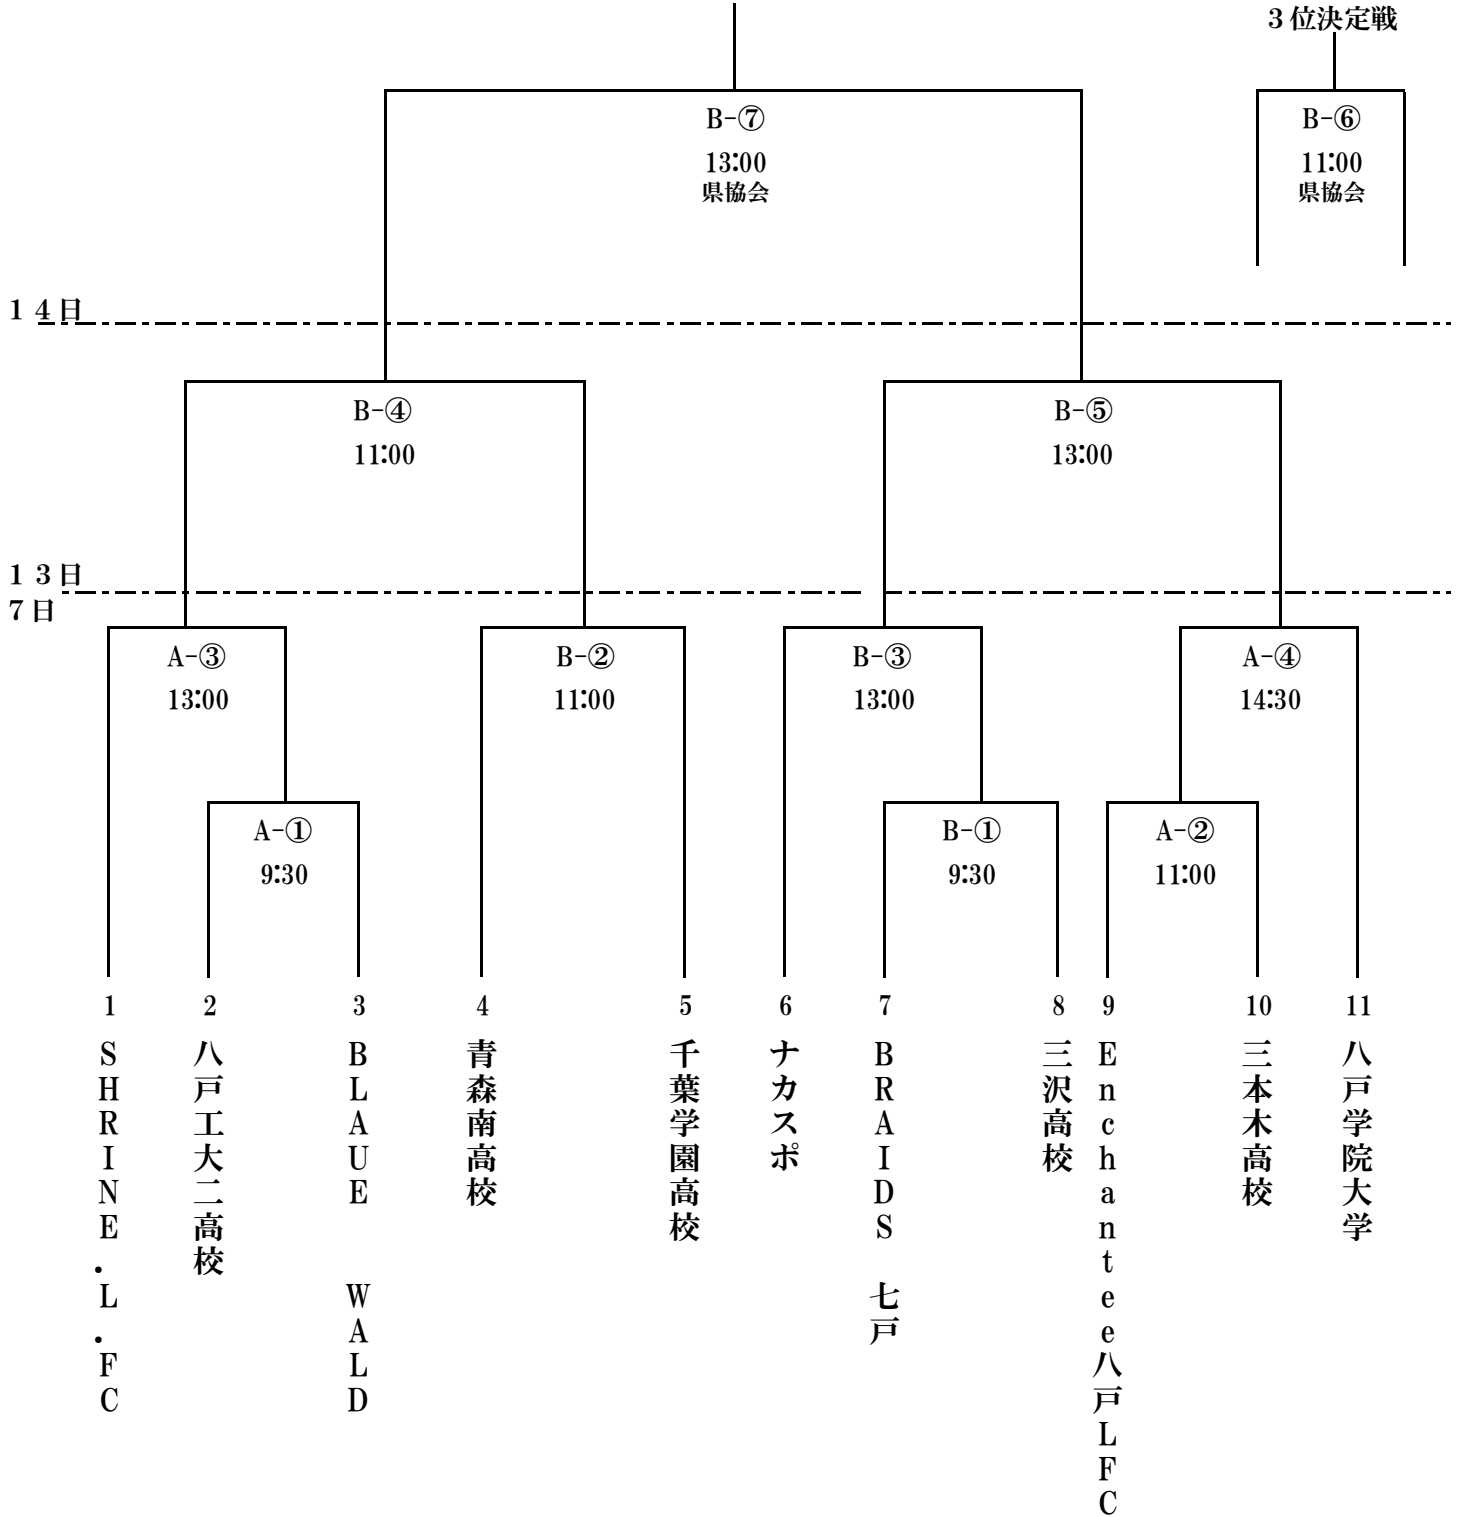 ３位決定戦
B-⑦
13:00
県協会
B-⑥
11:00
県協会
１４日
B-④
11:00
B-⑤
13:00
１３日
７日
A-③
13:00
B-②
11:00
B-③
13:00
A-④
14:30
A-①
9:30
B-①
9:30
A-②
11:00
1
2
3
4
5
6
7
8
9
10
11
SHRINE.L.FC
八戸工大二高校
BLAUE　WALD
青森南高校
千葉学園高校
ナカスポ
BRAIDS　七戸
三沢高校
Enchantee八戸LFC
三本木高校
八戸学院大学